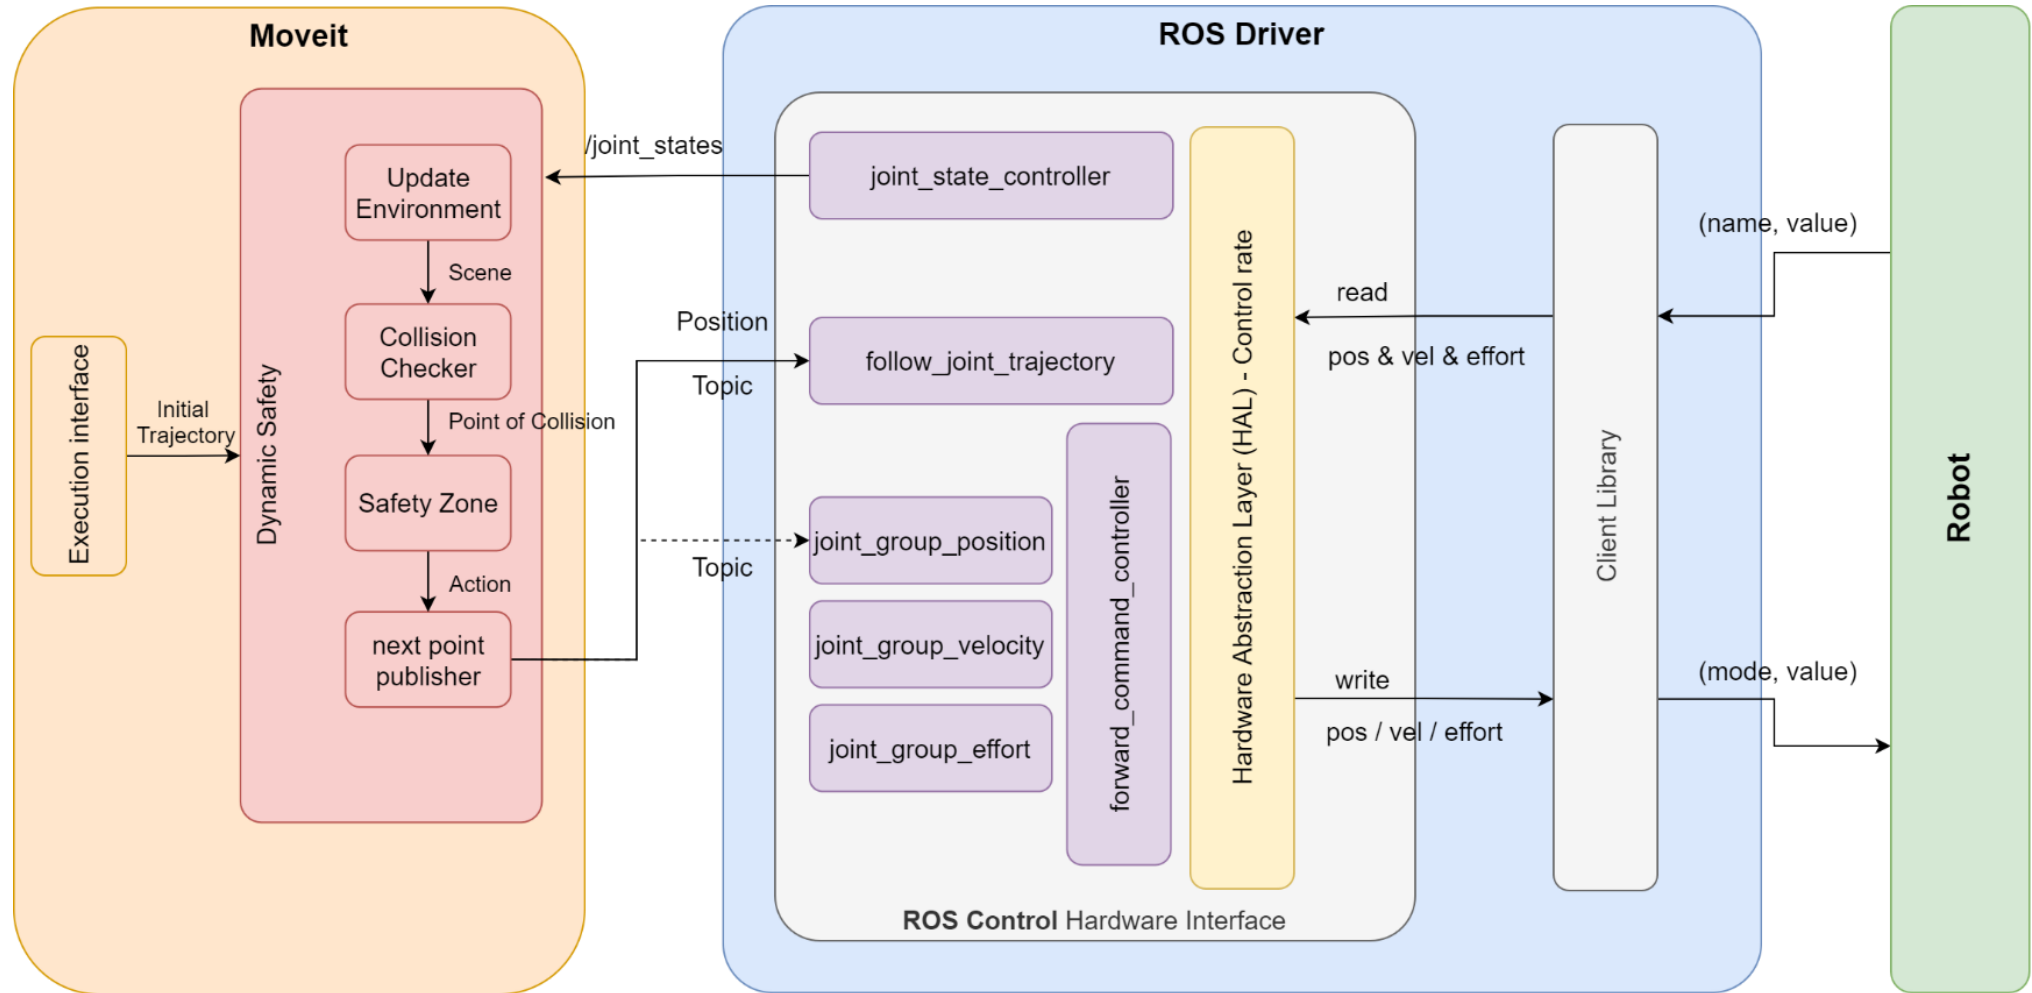 Moveit
Execution interface
Initial
Trajectory
Dynamic Safety
Update
Environment
Scene
Collision
Checker
Point of Collision
Safety Zone
Action
next point
publisher
/joint_states
Position
Topic
Topic
ROS Driver
joint_state_controller
follow_joint_trajectory
joint_group_position
joint_group_velocity
joint_group_effort
forward_command_controller
Hardware Abstraction Layer (HAL) - Control rate
ROS Control Hardware Interface
read
pos & vel & effort
write
pos / vel / effort
Client Library
(name, value)
(mode, value)
Robot